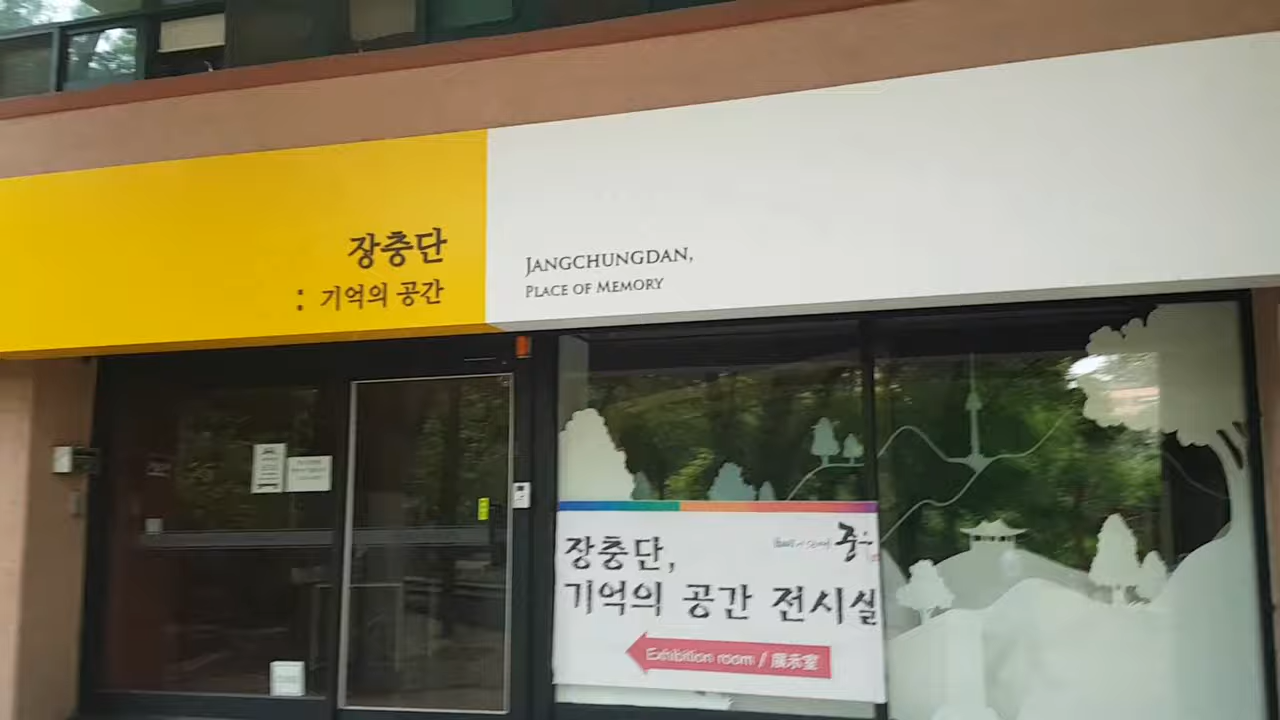 장충단
: 기억의 공간
JANGCHUNGDAN,
PLACE OF MEMORY
장충단,
기억의 공간 전시실
Exhibition room / 展示室